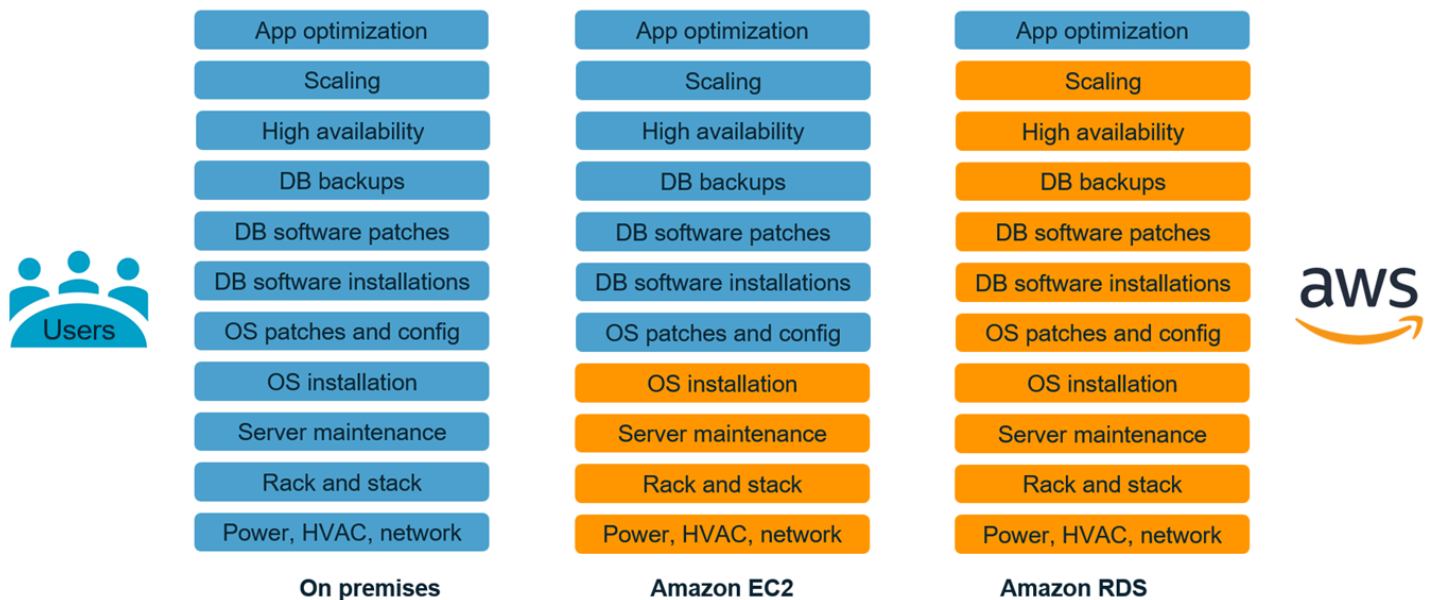 App optimization
Scaling
High availability
DB backups
DB software patches
DB software installations
OS patches and config
OS installation
Server maintenance
Rack and stack
Power, HVAC, network
On premises
App optimization
Scaling
High availability
DB backups
DB software patches
DB software installations
OS patches and config
OS installation
Server maintenance
Rack and stack
Power, HVAC, network
Amazon EC2
App optimization
Scaling
High availability
DB backups
DB software patches
DB software installations
OS patches and config
OS installation
Server maintenance
Rack and stack
Power, HVAC, network
Amazon RDS
Users
aws